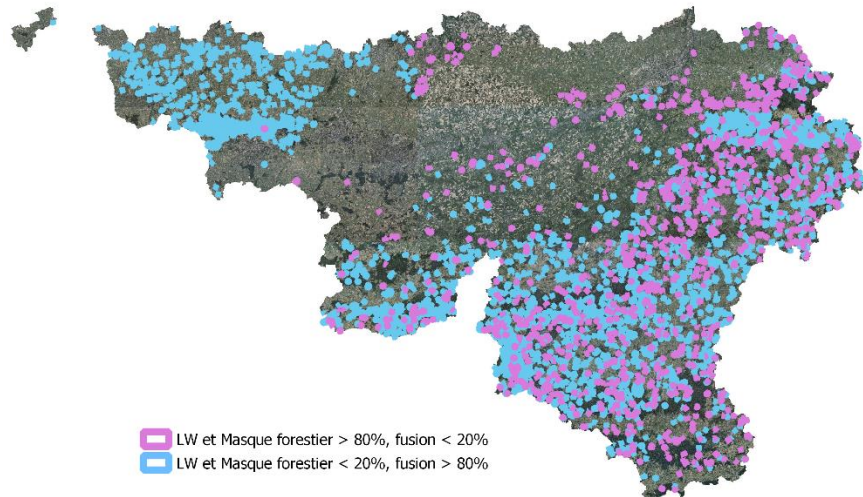 LW et Masque forestier > 80%, fusion < 20%
LW et Masque forestier < 20%, fusion > 80%